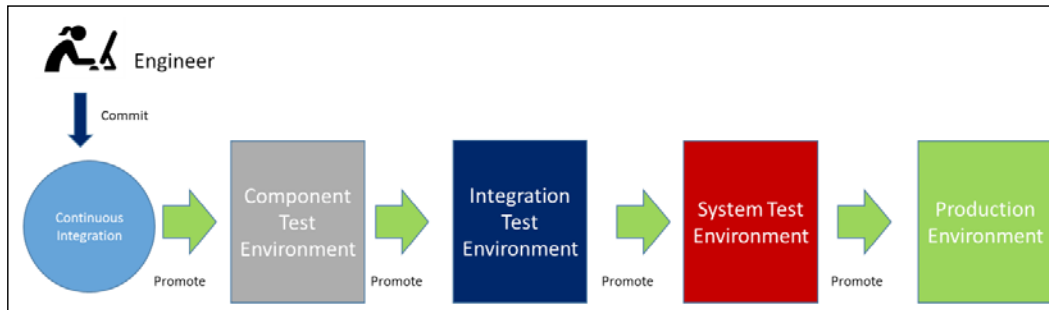 Engineer
Commit
Continuous
Integration
Promote
Component
Test
Environment
Promote
Integration
Test
Environment
Promote
System Test
Environment
Promote
Production
Environment